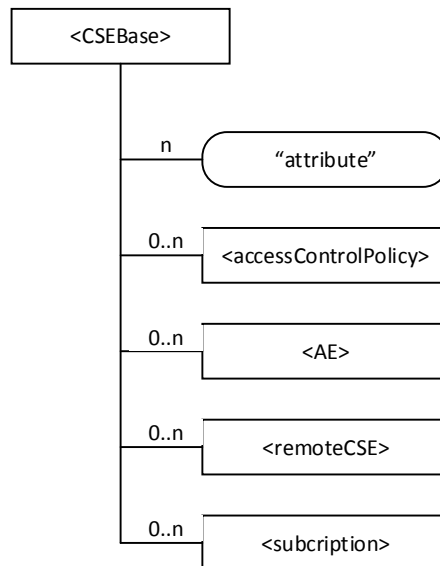 <CSEBase>
n
“attribute”
0..n
<accessControlPolicy>
0..n
<AE>
0..n
<remoteCSE>
0..n
<subcription>